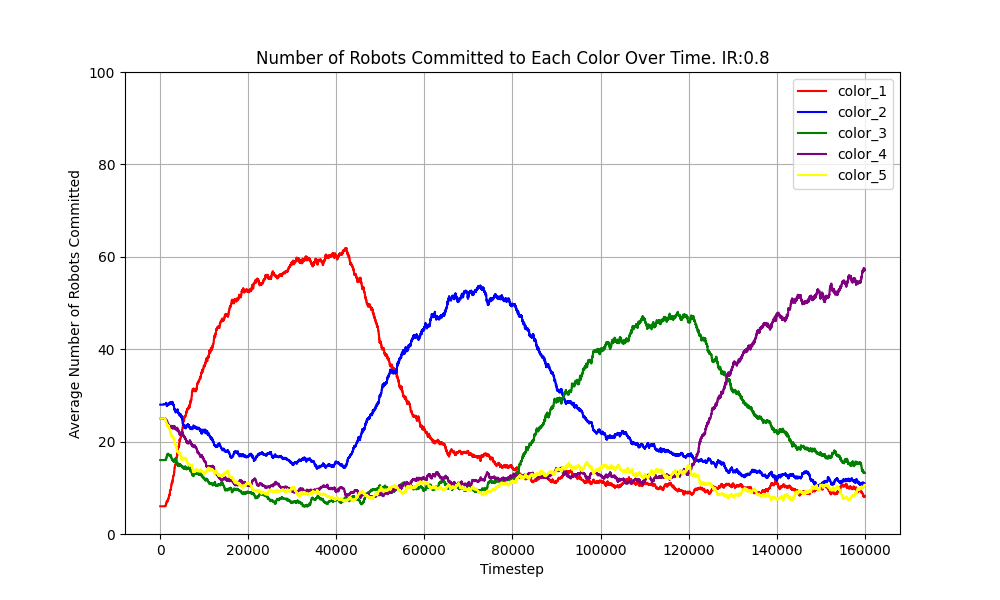 Number of Robots Committed to Each Color Over Time. IR:0.8
Average Number of Robots Committed
100
80
60
40
20
0
color_1
color_2
color_3
color_4
color_5
0 20000 40000 60000 80000 100000 120000 140000 160000
Timestep